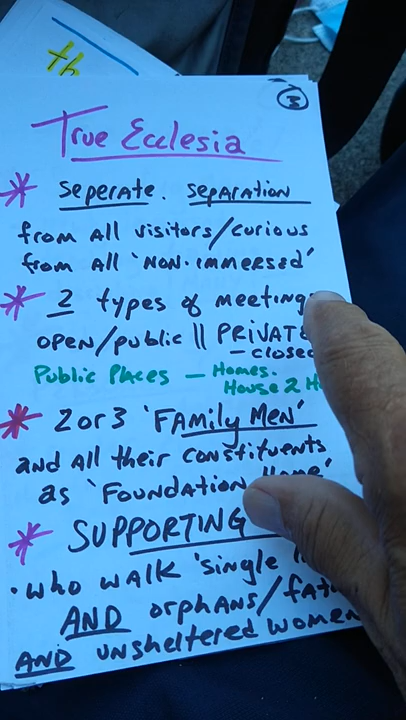 th
True Ecclesia
* seperate. separation
from all visitors/curious
from all 'NON-immersed'
* 2 types of meeting
open/public || PRiVATE
- closed
Public Places - Homes.
House 2 H
* 2 or 3 'FAmily MEN'
and All their constituents
as 'Foundation Home'
* SUPPORTING
• who WALK 'single
AND orphans/
AND unsheltered women